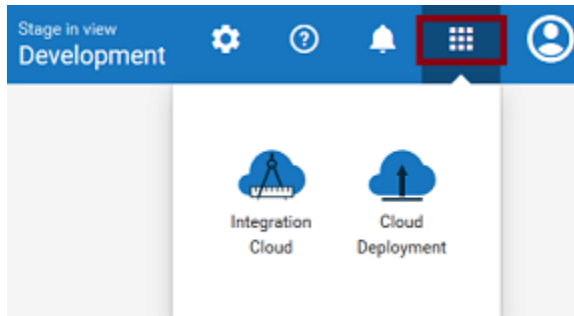 Stage in view
Development
Integration
Cloud
Cloud
Deployment